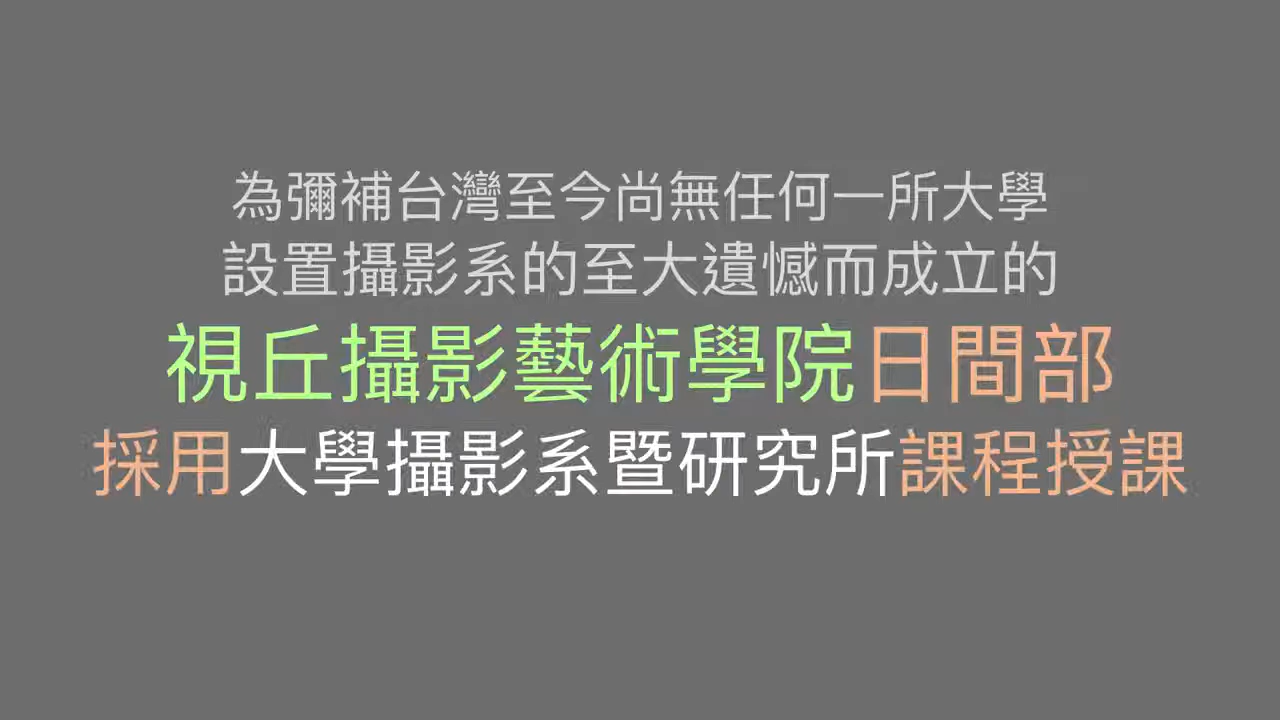 為彌補台灣至今尚無任何一所大學
設置攝影系的至大遺憾而成立的
視丘攝影藝術學院日間部
採用大學攝影系暨研究所課程授課